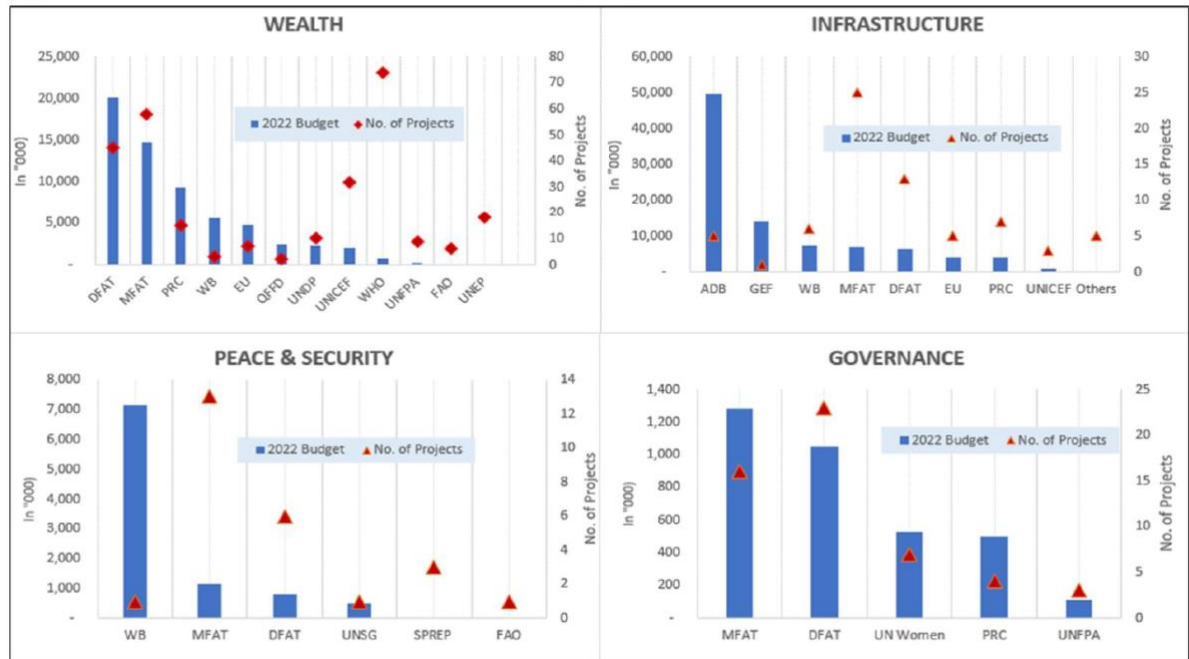 WEALTH
25,000
20,000
15,000
10,000
5,000
-
In "000)
80
70
60
50
40
30
20
10
0
No. of Projects
2022 Budget
No. of Projects
DFAT
MFAT
PRC
WB
EU
QFFD
UNDP
UNICEF
WHO
UNFPA
FAO
UNEP
INFRASTRUCTURE
60,000
50,000
40,000
30,000
20,000
10,000
-
In "000)
30
25
20
15
10
5
0
No. of Projects
2022 Budget
No. of Projects
ADB
GEF
WB
MFAT
DFAT
EU
PRC
UNICEF
Others
PEACE & SECURITY
8,000
7,000
6,000
5,000
4,000
3,000
2,000
1,000
-
In "000)
14
12
10
8
6
4
2
0
No. of Projects
2022 Budget
No. of Projects
WB
MFAT
DFAT
UNSG
SPREP
FAO
GOVERNANCE
1,400
1,200
1,000
800
600
400
200
-
In "000)
25
20
15
10
5
0
No. of Projects
2022 Budget
No. of Projects
MFAT
DFAT
UN Women
PRC
UNFPA